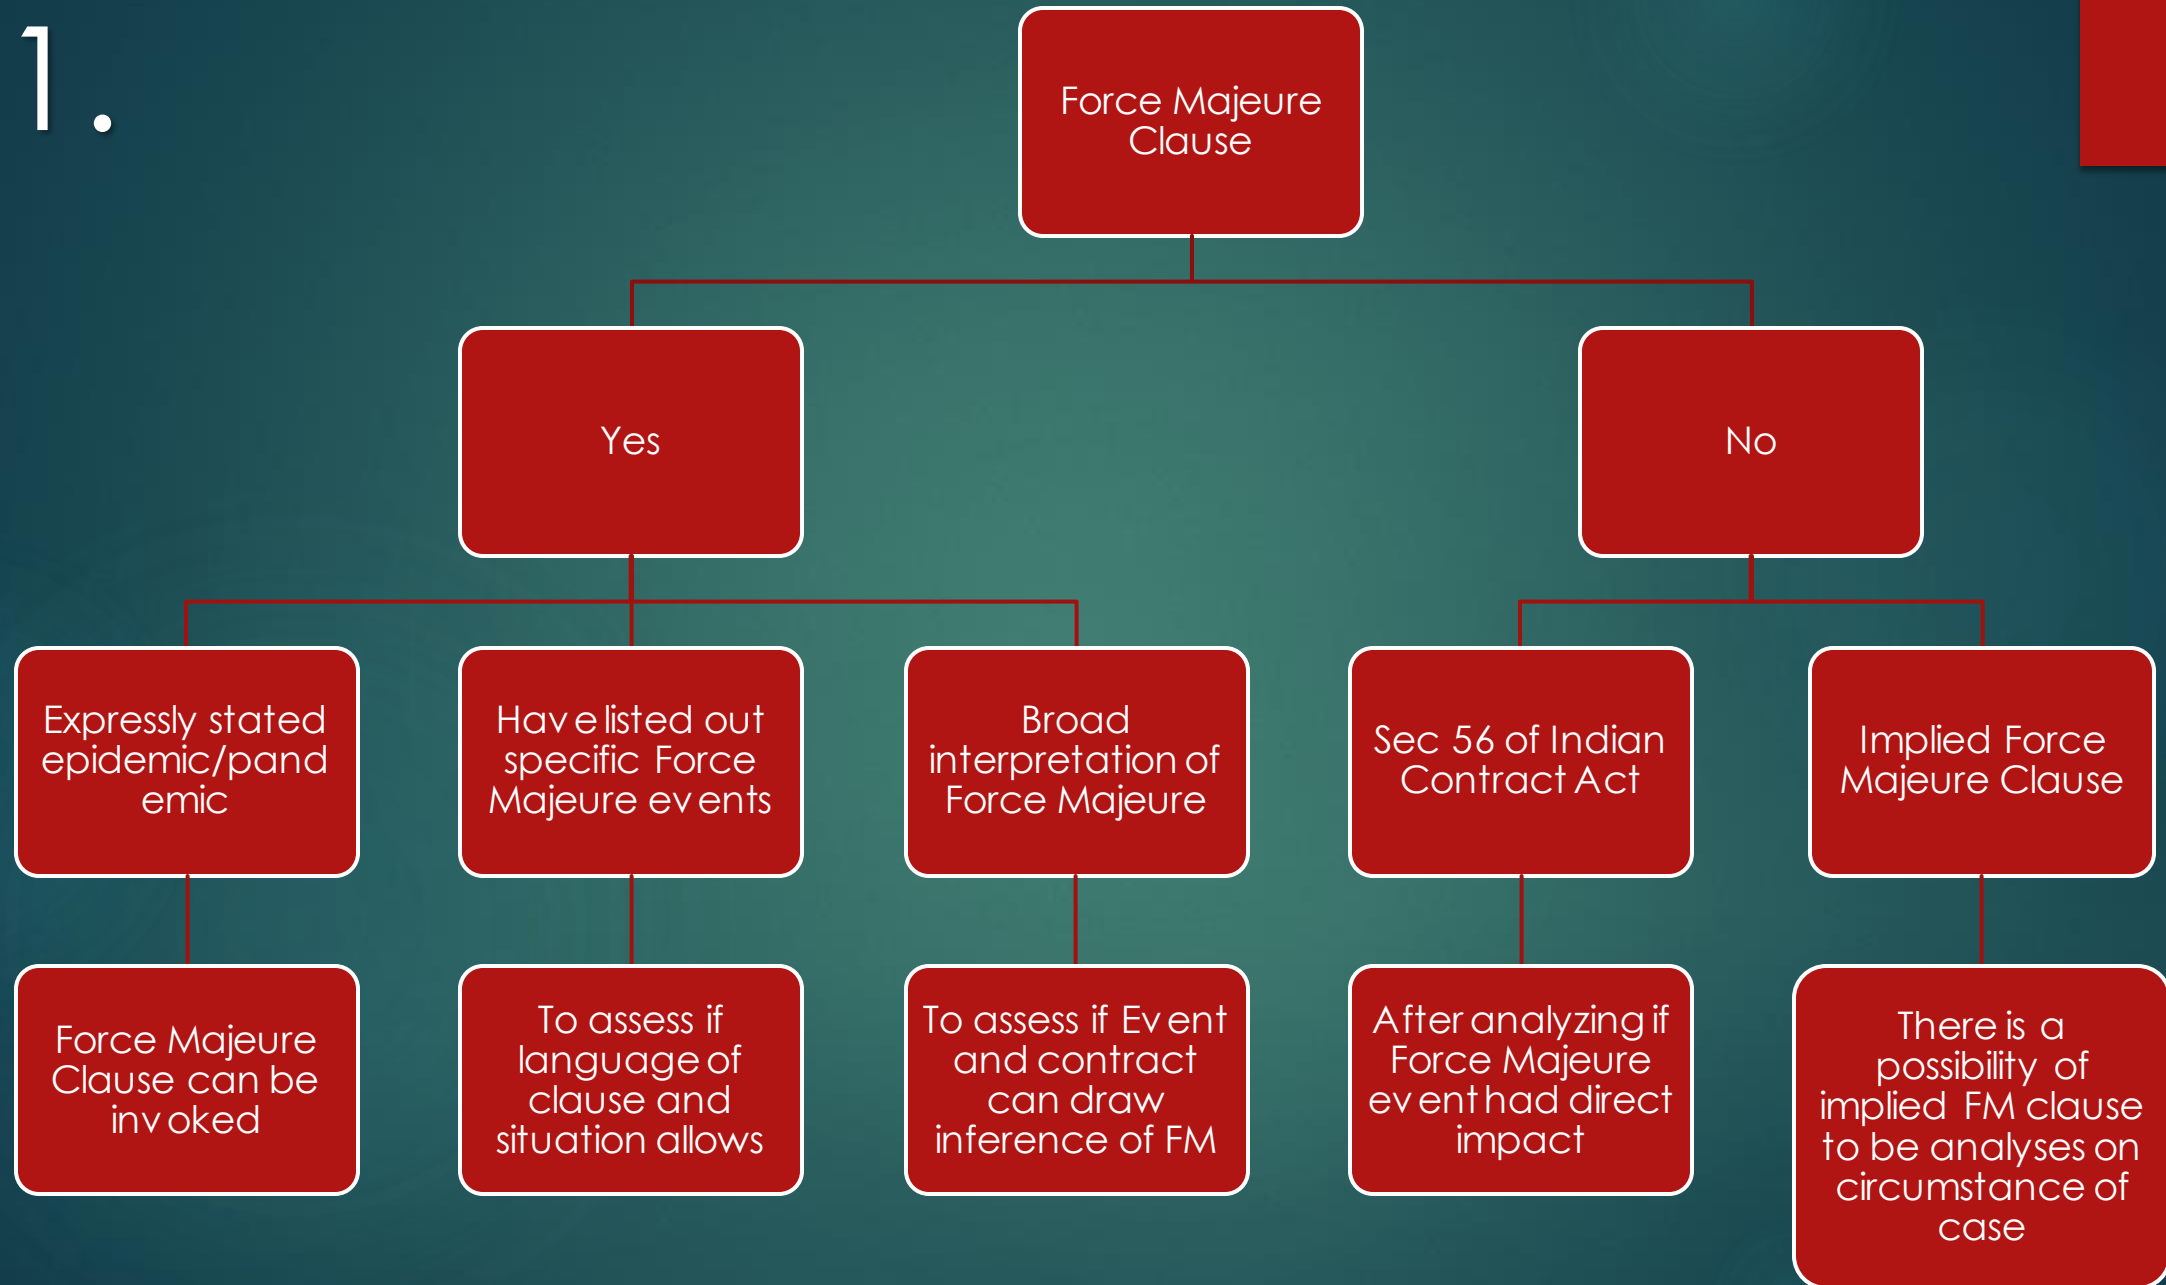 1.
Force Majeure
Clause
Yes
No
Expressly stated
epidemic/pand
emic
Have listed out
specific Force
Majeure events
Broad
interpretation of
Force Majeure
Sec 56 of Indian
Contract Act
Implied Force
Majeure Clause
Force Majeure
Clause can be
invoked
To assess if
language of
clause and
situation allows
To assess if Event
and contract
can draw
inference of FM
After analyzing if
Force Majeure
event had direct
impact
There is a
possibility of
implied FM clause
to be analyses on
circumstance of
case